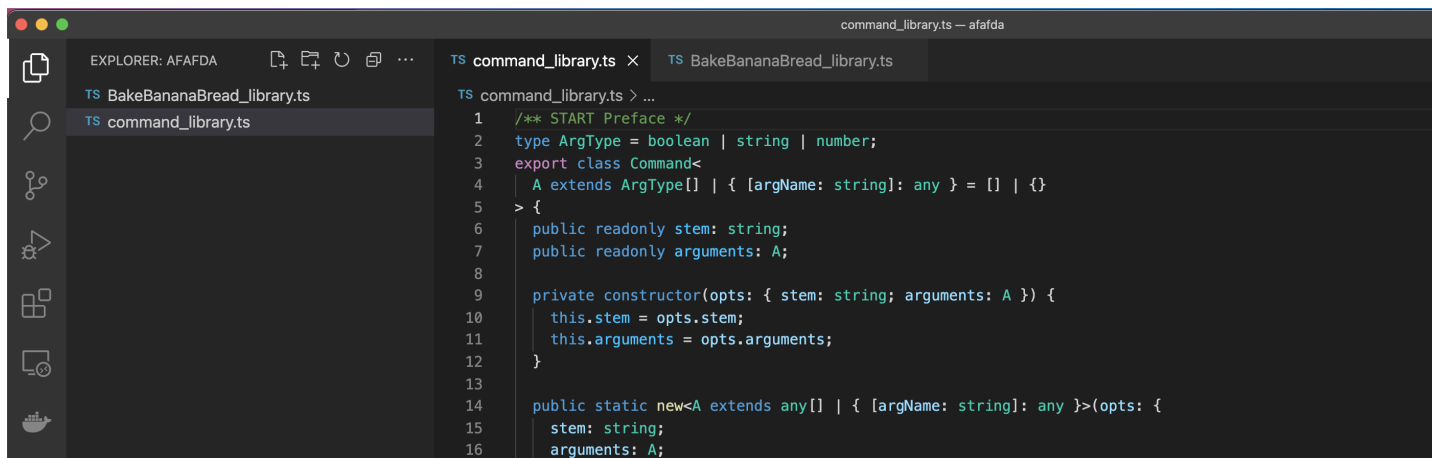 command_library.ts — afafda
EXPLORER: AFAFDA
TS BakeBananaBread_library.ts
TS command_library.ts
TS command_library.ts
TS BakeBananaBread_library.ts
TS command_library.ts > ...
1 /** START Preface */
2 type ArgType = boolean | string | number;
3 export class Command<
4 A extends ArgType[] | { [argName: string]: any } = [] | {}
5 > {
6 public readonly stem: string;
7 public readonly arguments: A;
8
9 private constructor(opts: { stem: string; arguments: A }) {
10 this.stem = opts.stem;
11 this.arguments = opts.arguments;
12 }
13
14 public static new<A extends any[] | { [argName: string]: any }>(opts: {
15 stem: string;
16 arguments: A;